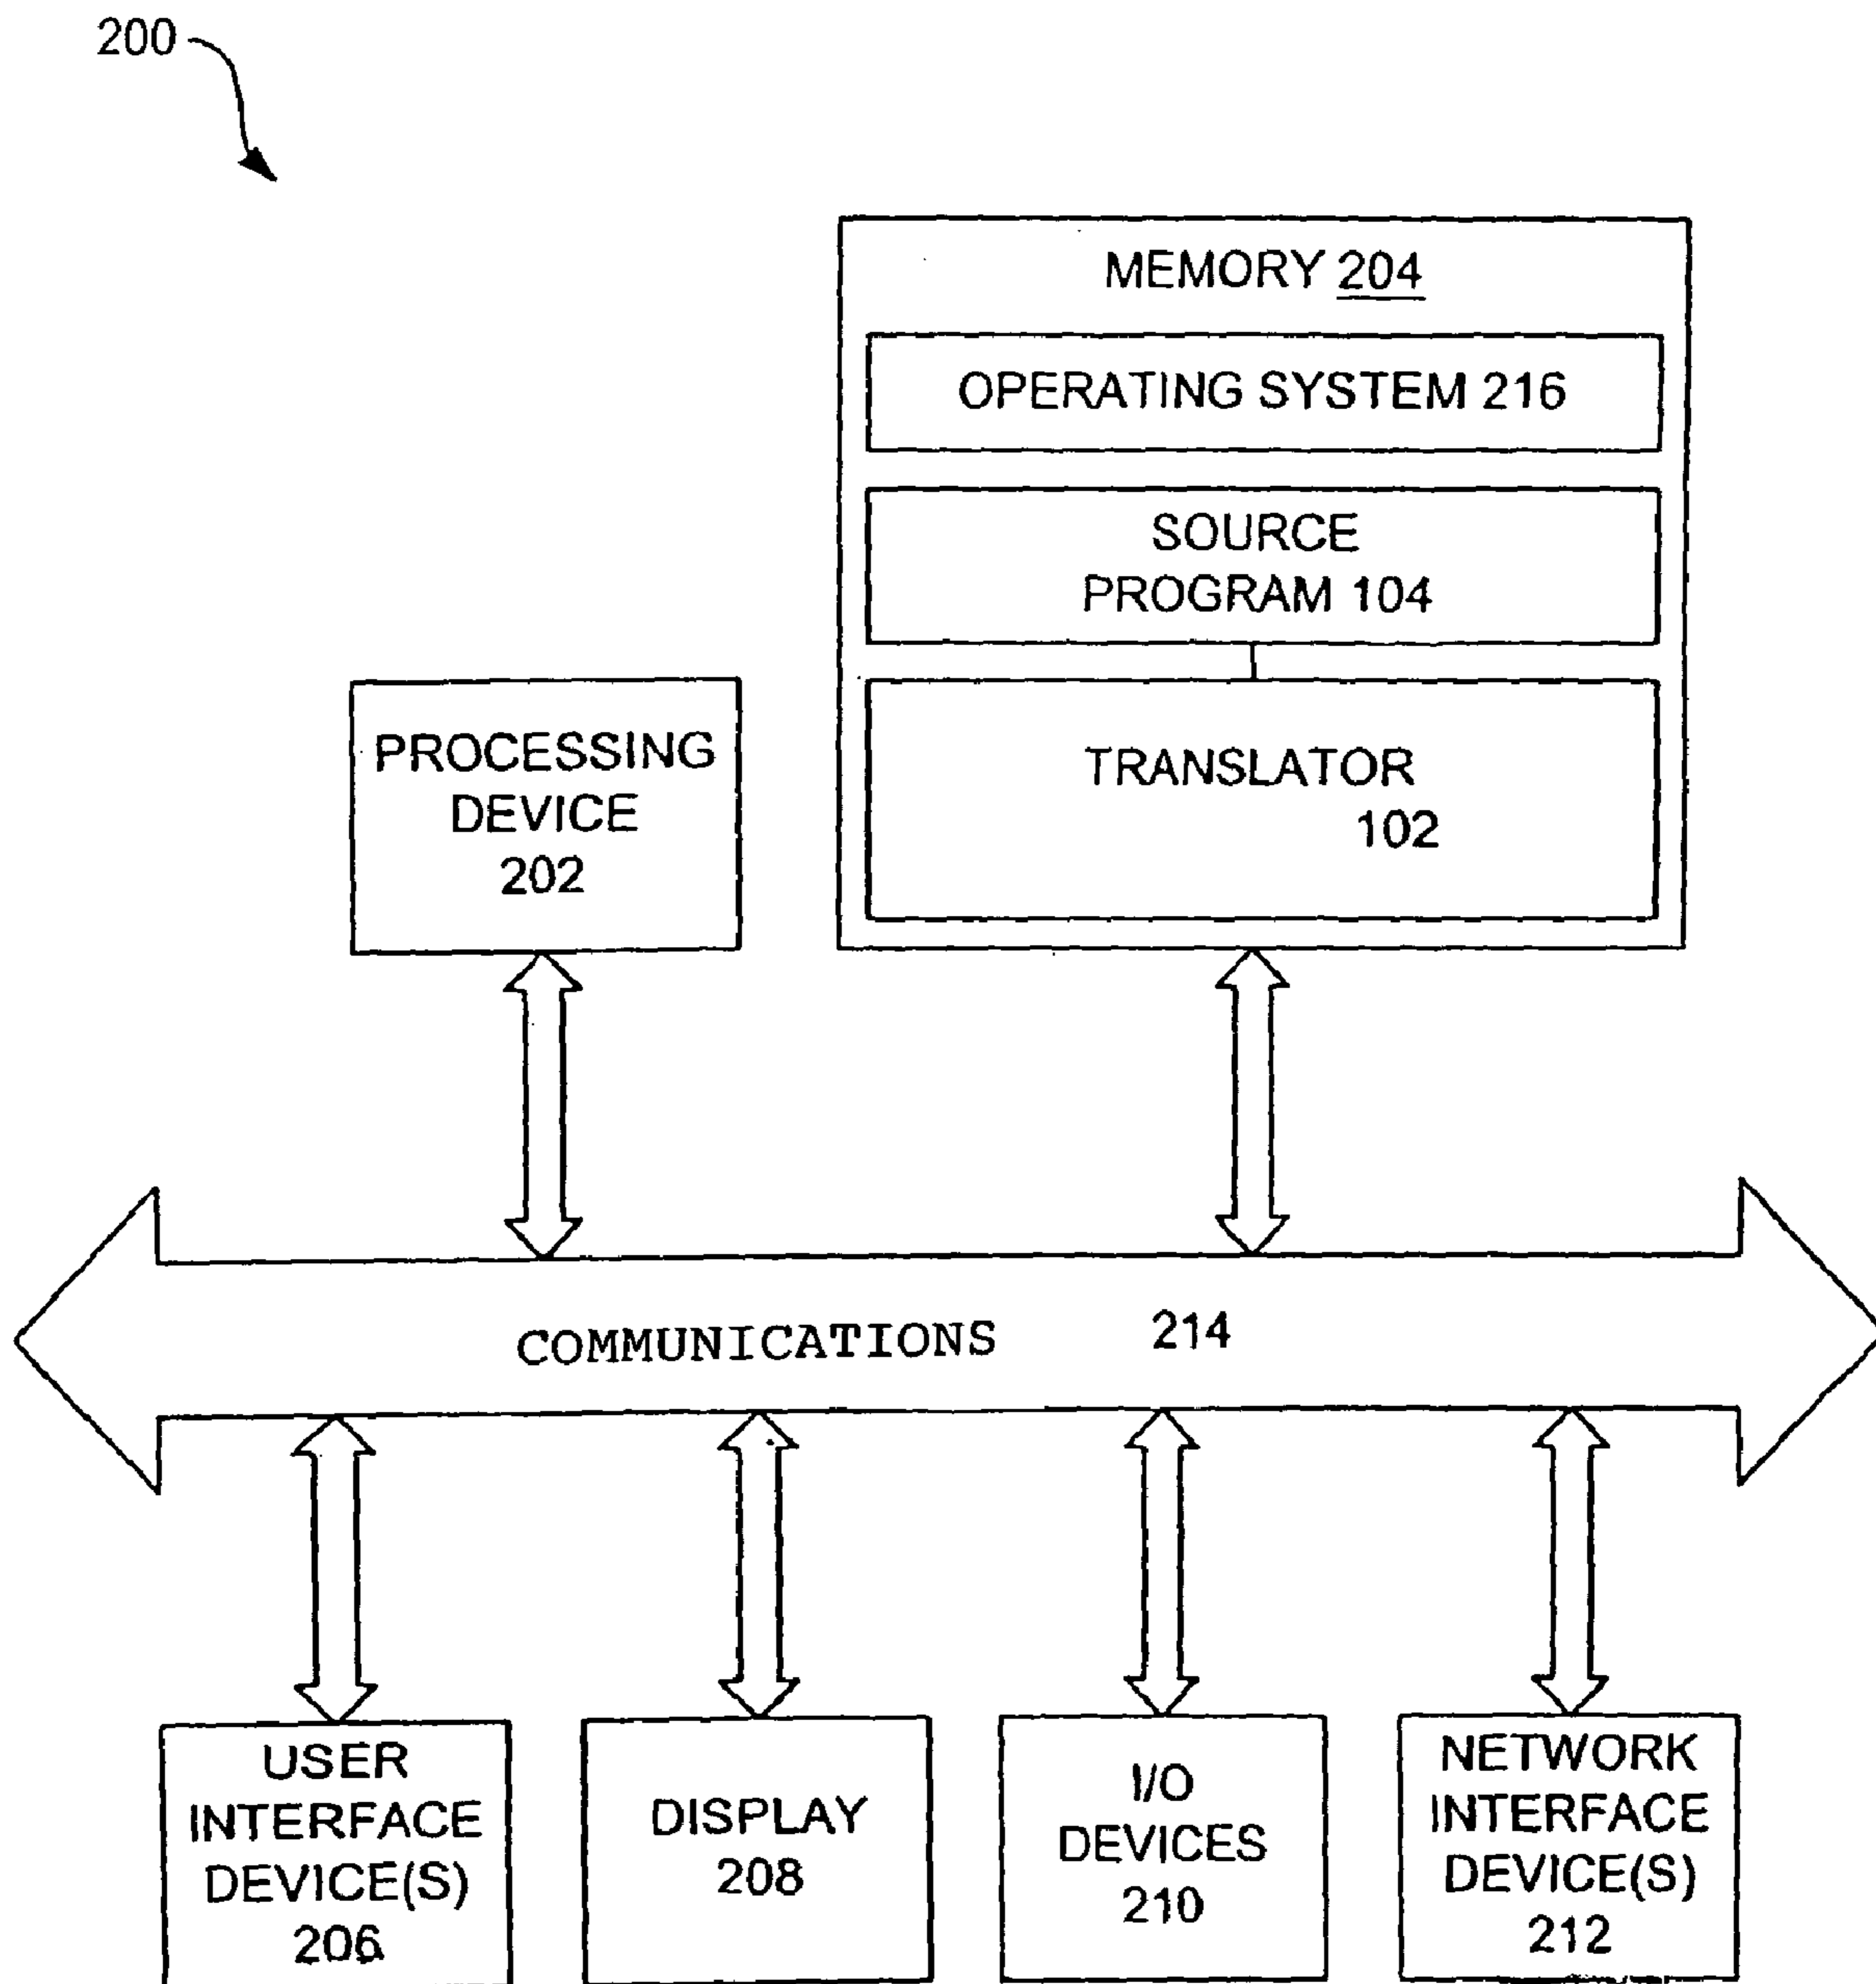 200
MEMORY 204
OPERATING SYSTEM 216
SOURCE
PROGRAM 104
TRANSLATOR
102
PROCESSING
DEVICE
202
COMMUNICATIONS 214
USER
INTERFACE
DEVICE(S)
206
DISPLAY
208
I/O
DEVICES
210
NETWORK
INTERFACE
DEVICE(S)
212